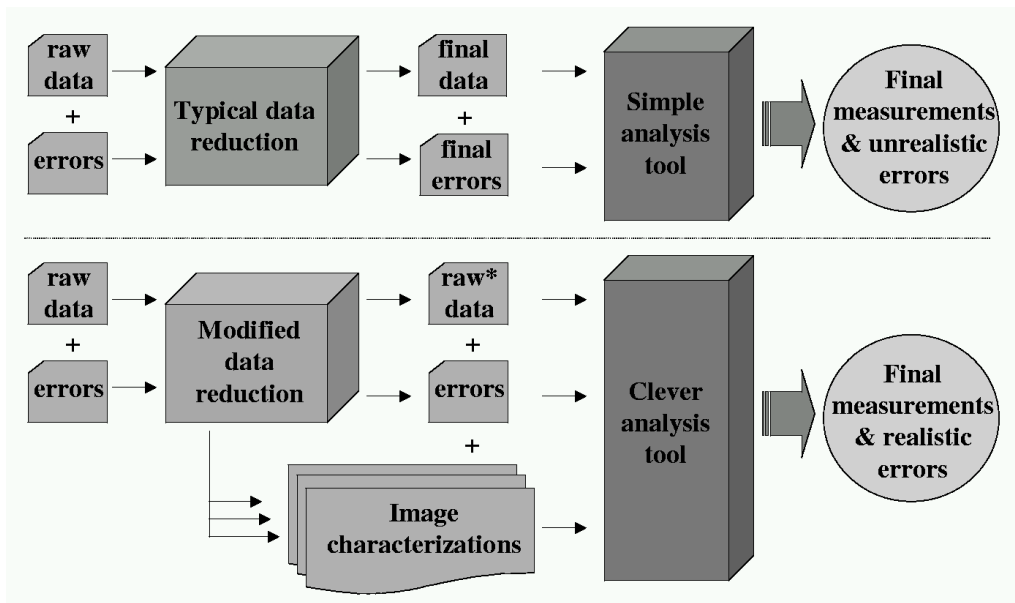 raw
data
+
errors
Typical data
reduction
final
data
+
final
errors
Simple
analysis
tool
Final
measurements
& unrealistic
errors
raw
data
+
errors
Modified
data
reduction
raw*
data
+
errors
+
Image
characterizations
Clever
analysis
tool
Final
measurements
& realistic
errors